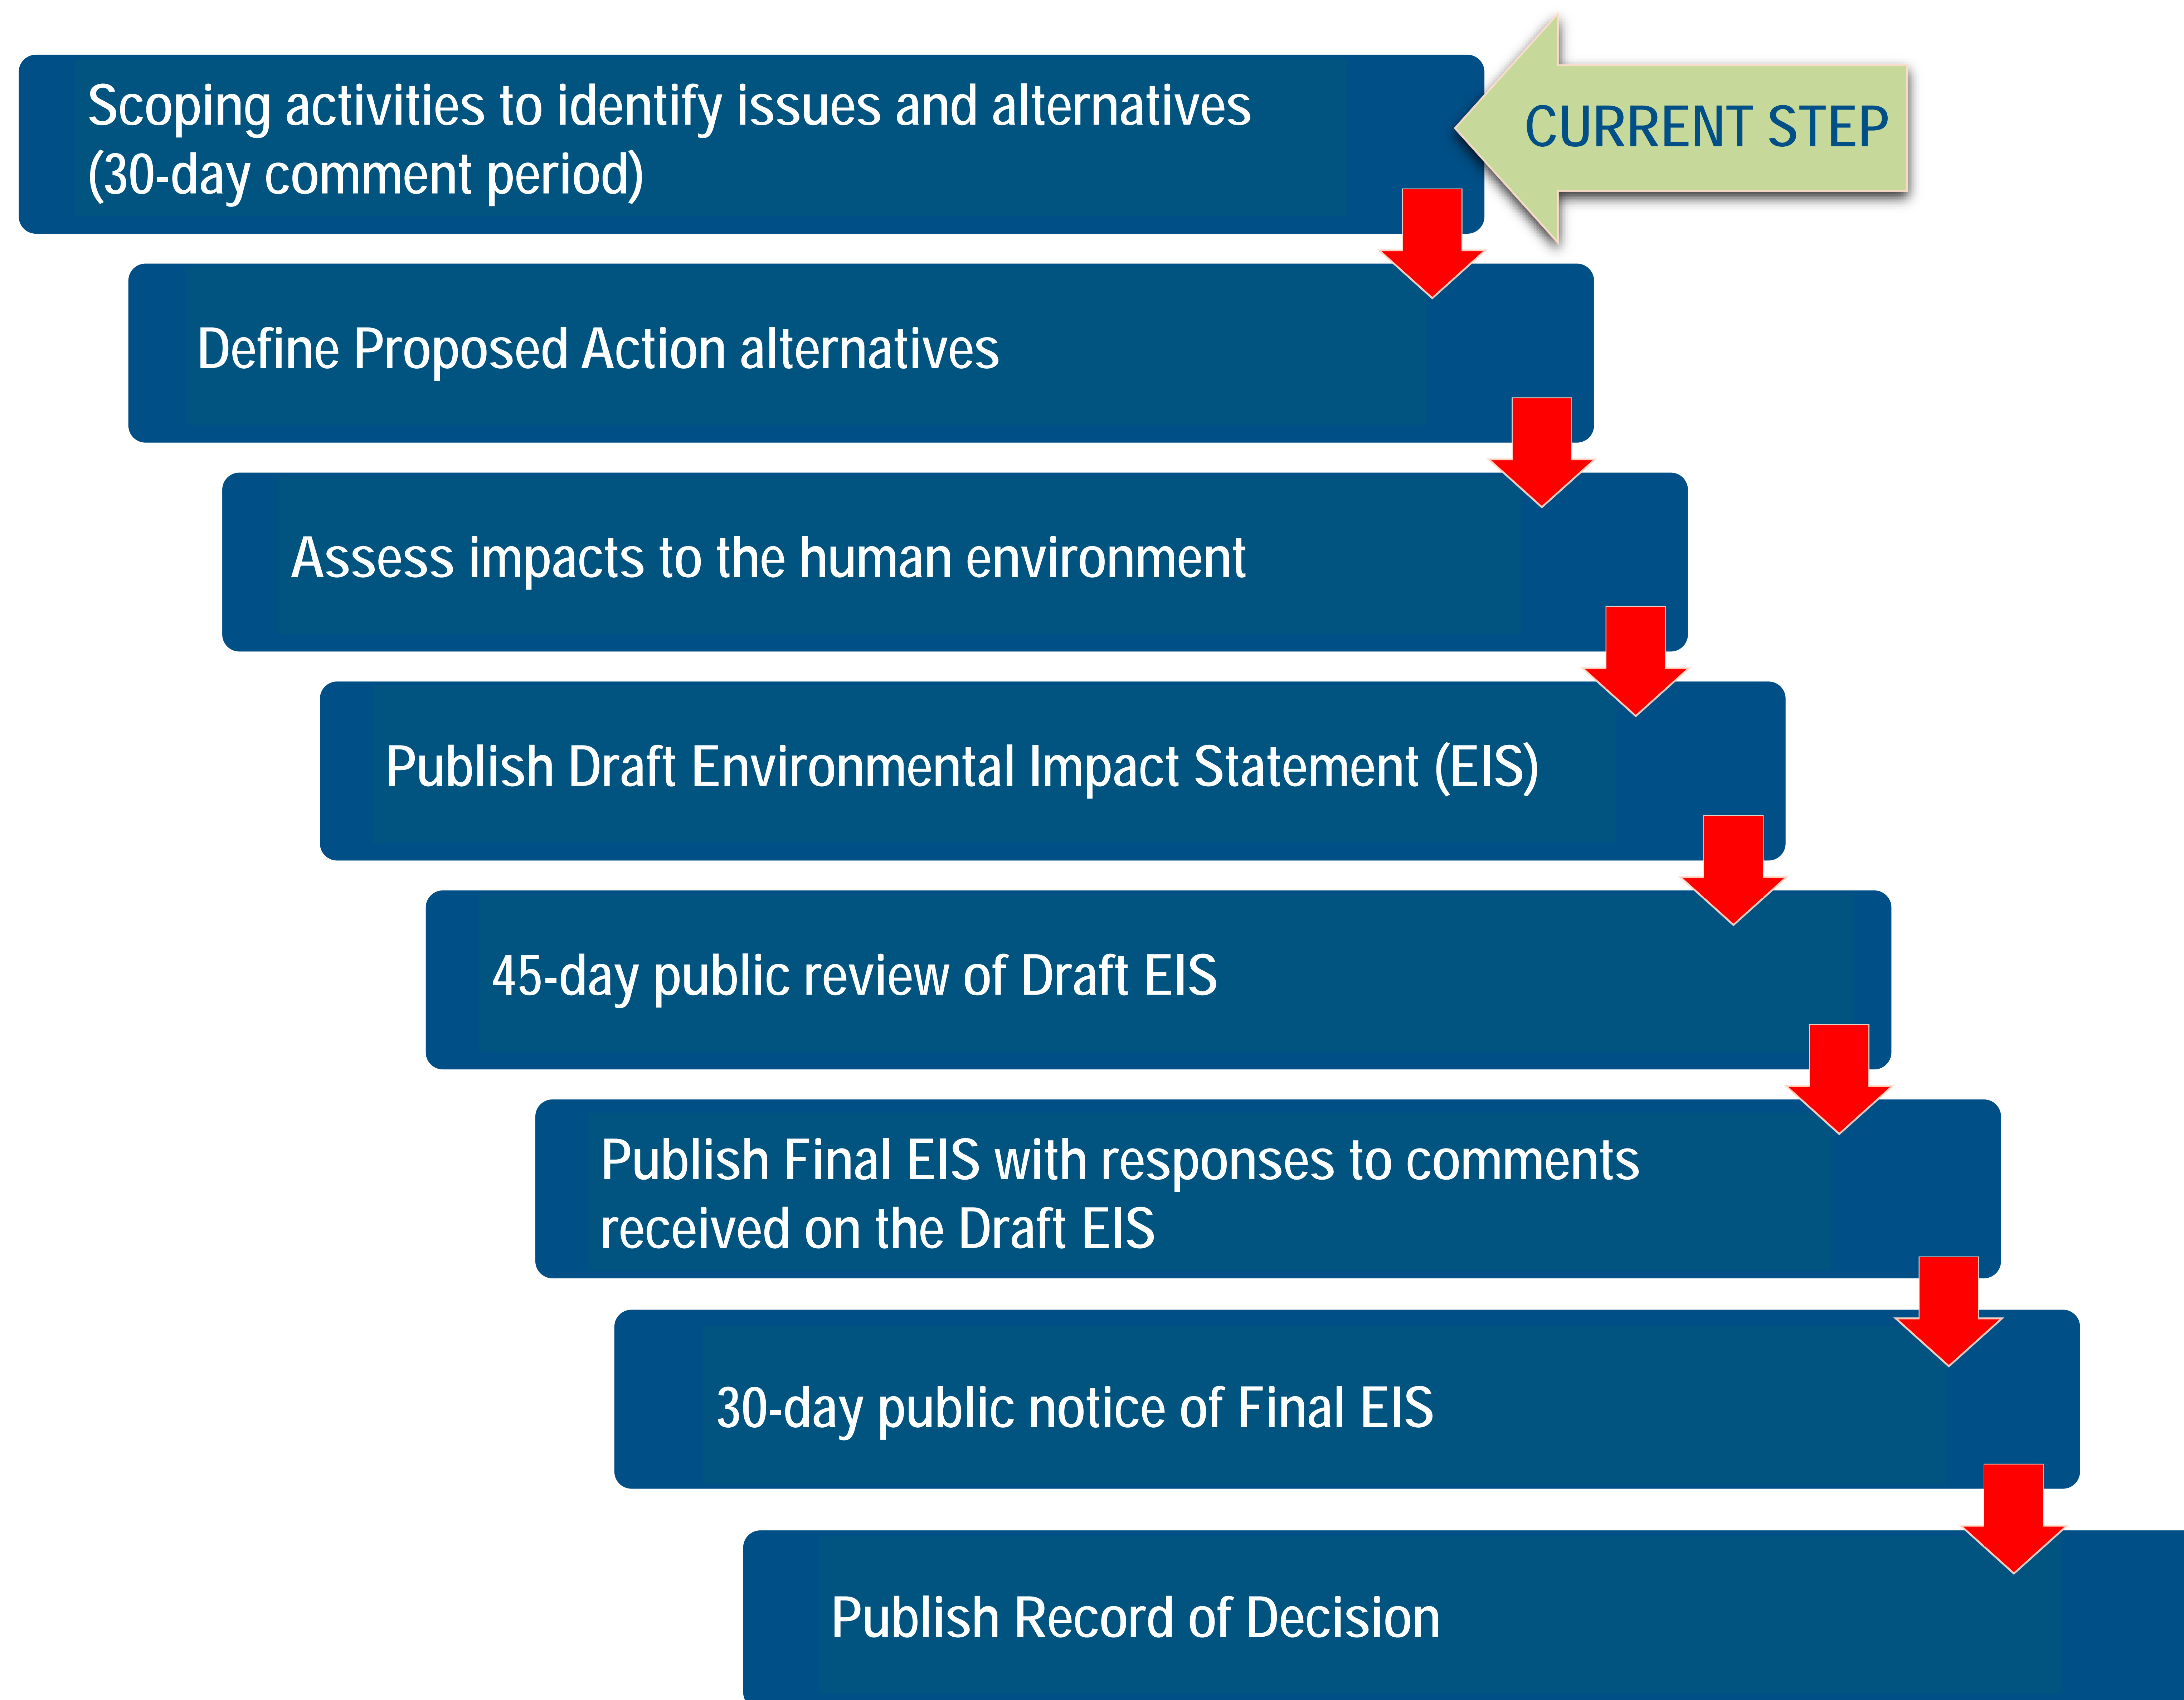 Scoping activities to identify issues and alternatives
(30-day comment period)
CURRENT STEP
Define Proposed Action alternatives
Assess impacts to the human environment
Publish Draft Environmental Impact Statement (EIS)
45-day public review of Draft EIS
Publish Final EIS with responses to comments
received on the Draft EIS
30-day public notice of Final EIS
Publish Record of Decision